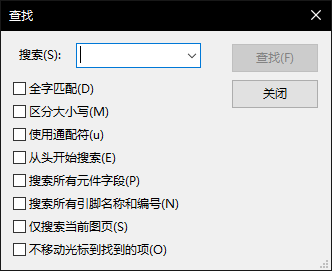 查找
搜索(S):
查找(F)
全字匹配(D)
关闭
区分大小写(M)
使用通配符(u)
从头开始搜索(E)
搜索所有元件字段(P)
搜索所有引脚名称和编号(N)
仅搜索当前图页(S)
不移动光标到找到的项(O)